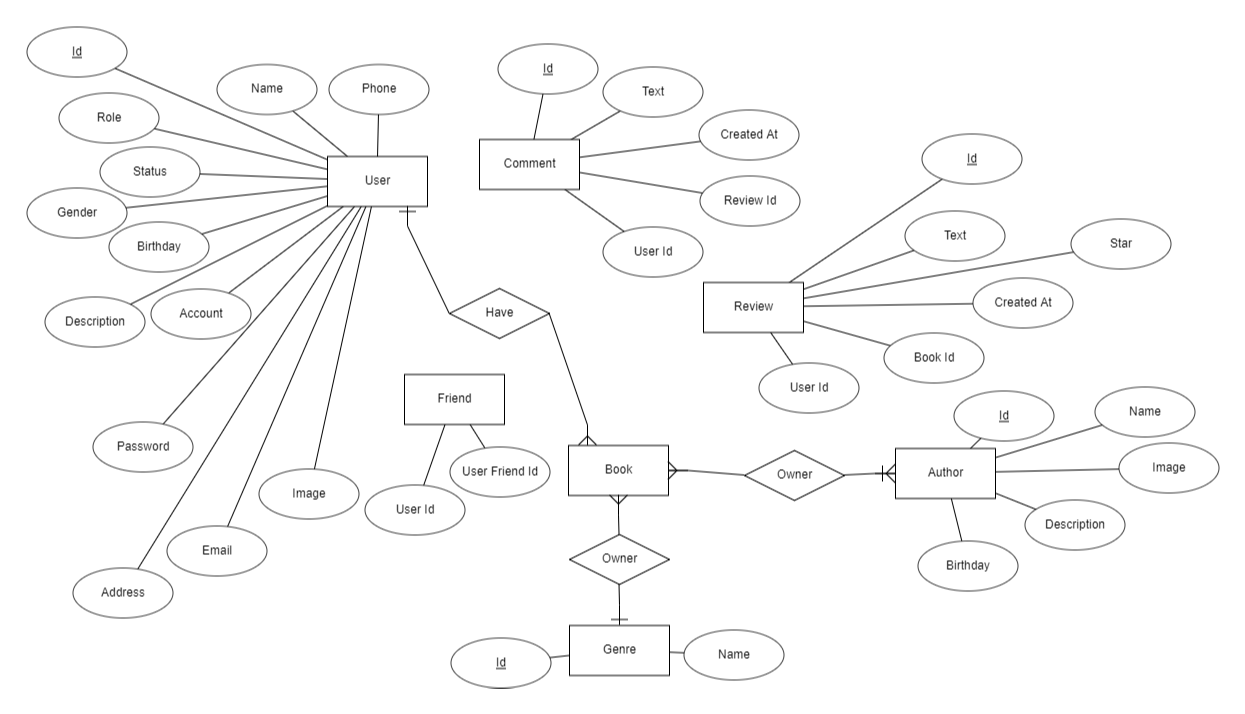 Id
Name
Phone
Role
Status
User
Gender
Birthday
Description
Account
Password
Image
Email
Address
Id
Text
Created At
Comment
Review Id
User Id
Id
Text
Star
Review
Created At
Book Id
User Id
Have
Friend
User Friend Id
User Id
Book
Owner
Id
Name
Author
Image
Description
Birthday
Owner
Genre
Id
Name